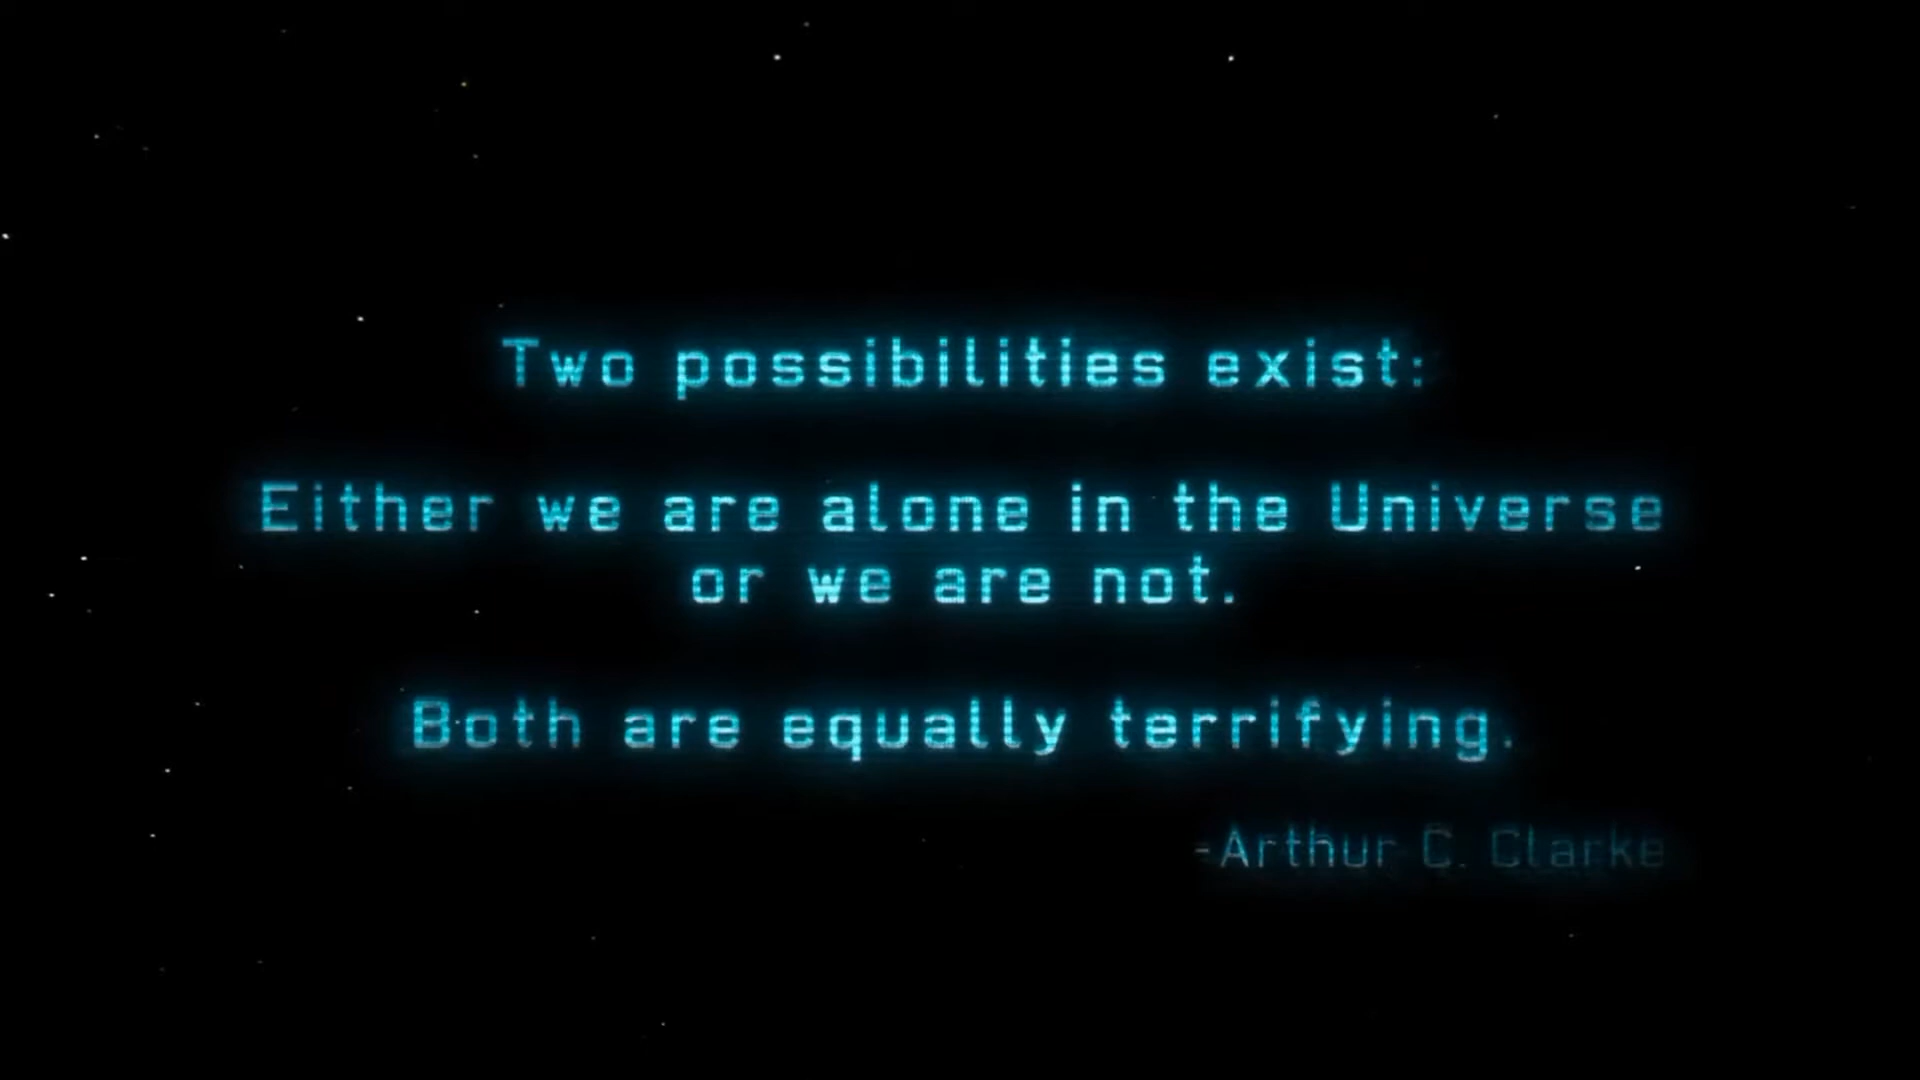 Two possibilities exist:
Either we are alone in the Universe
or we are not.
Both are equally terrifying.
-Arthur C. Clarke